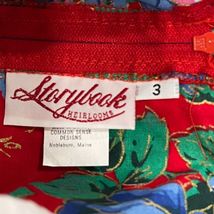 Storybook
HEIRLOOMS
3
COMMON SENSE
DESIGNS
Nobleboro, Maine